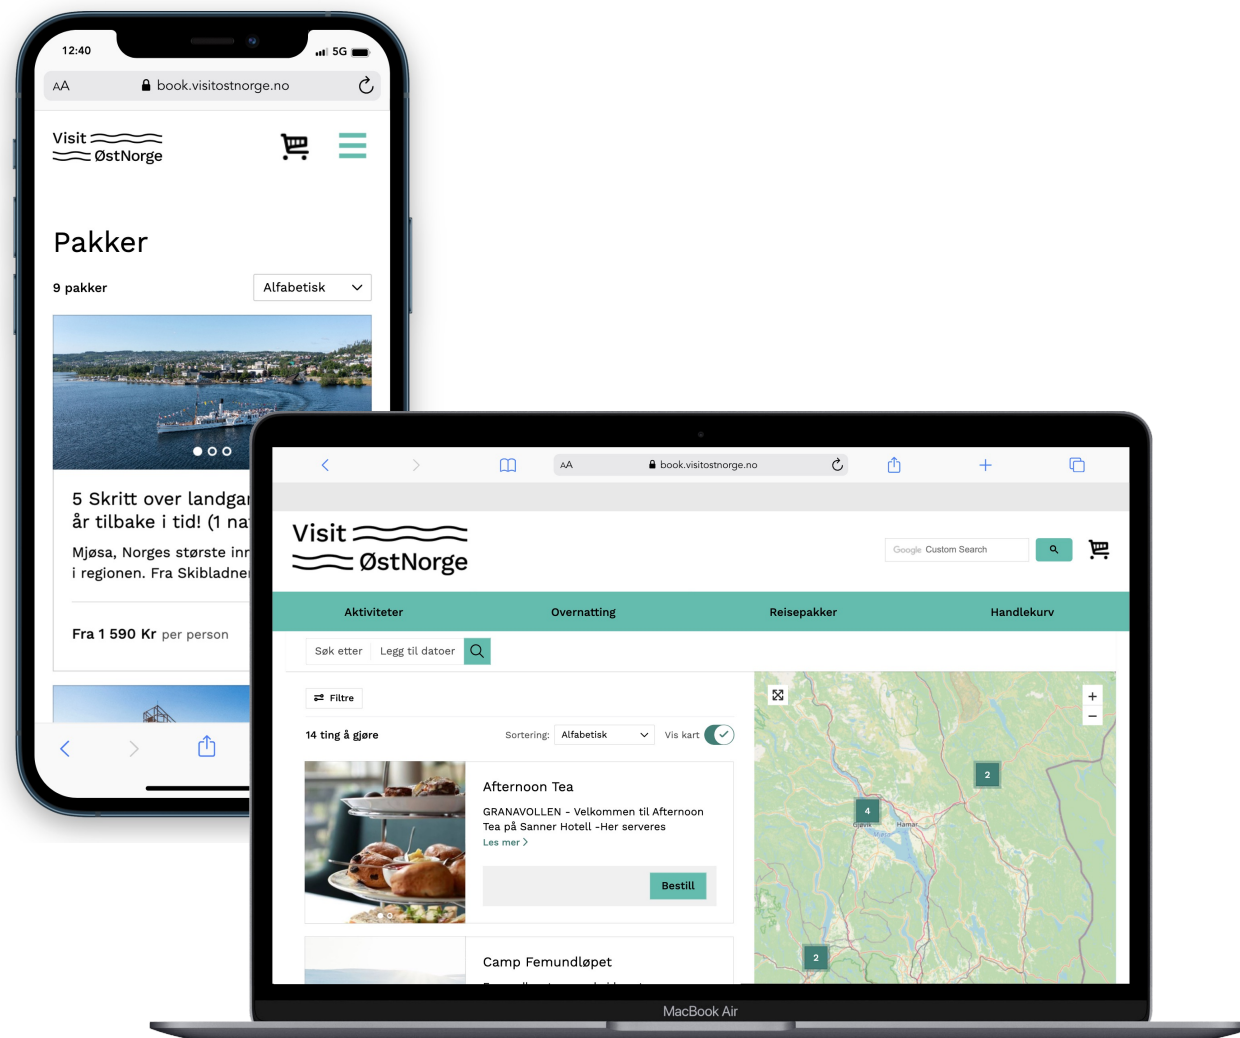 12:40
5G
AA book.visitostnorge.no
Visit
ØstNorge
Pakker
9 pakker
Alfabetisk
5 Skritt over landgar
år tilbake i tid! (1 na
Mjøsa, Norges største inr
i regionen. Fra Skibladner
Fra 1 590 Kr per person
AA book.visitostnorge.no
Visit
ØstNorge
Google Custom Search
Aktiviteter Overnatting Reisepakker Handlekurv
Søk etter Legg til datoer
Filtre
14 ting å gjøre Sortering: Alfabetisk Vis kart
Afternoon Tea
GRANAVOLLEN - Velkommen til Afternoon
Tea på Sanner Hotell -Her serveres
Les mer
Bestill
Camp Femundløpet
2
4
Gjøvik Hamar
Mjøsa
2
MacBook Air